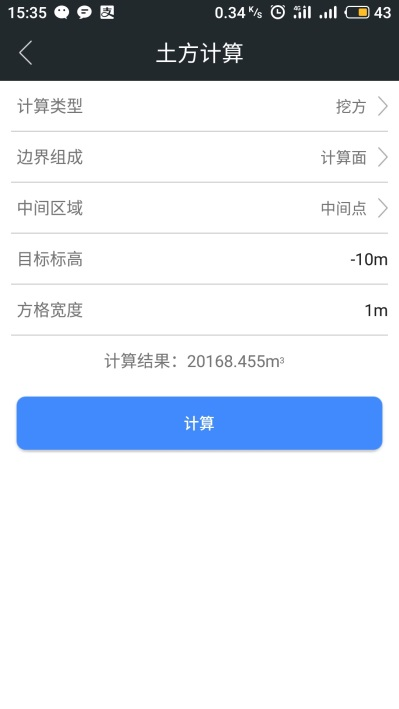 15:35 支 0.34 K/s 4G 43
土方计算
计算类型 挖方
边界组成 计算面
中间区域 中间点
目标标高 -10m
方格宽度 1m
计算结果：20168.455m³
计算